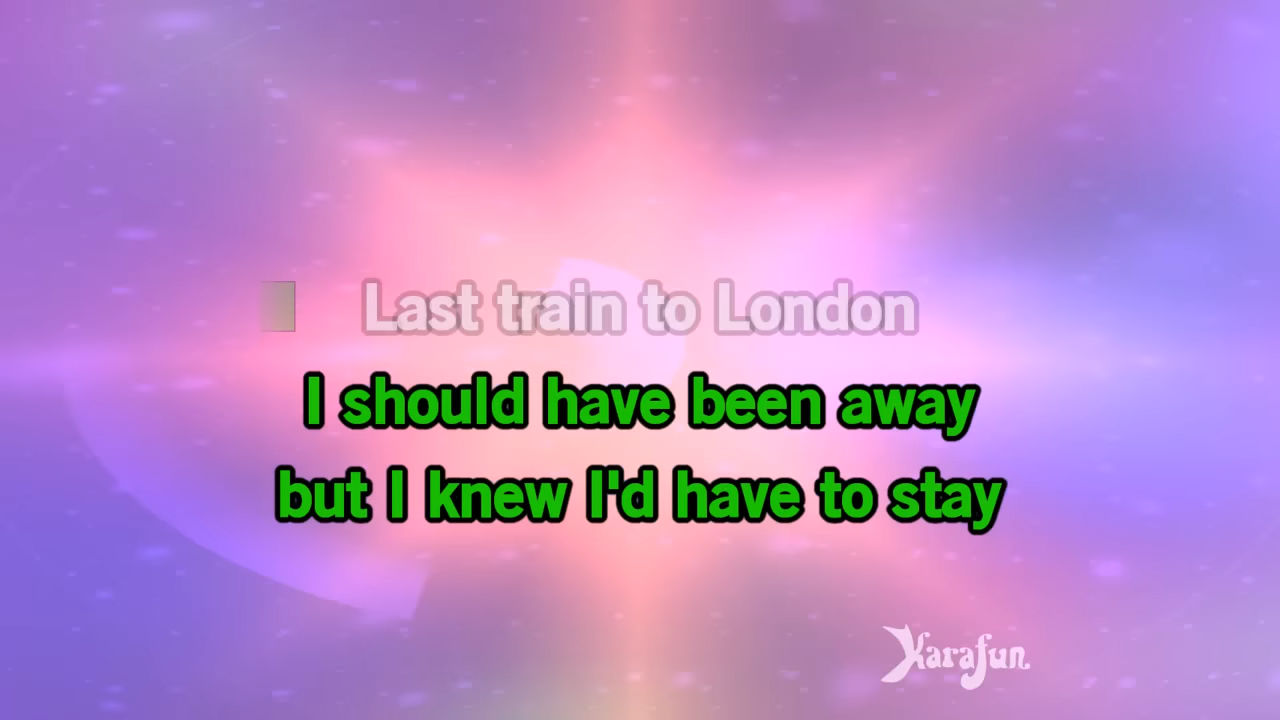 Last train to London
I should have been away
but I knew I'd have to stay
Karafun